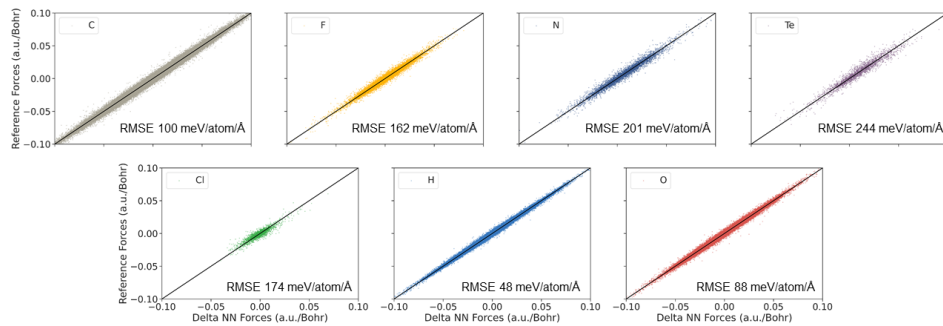 C
F
N
Te
0.10
0.05
0.00
−0.05
−0.10
Reference Forces (a.u./Bohr)
RMSE 100 meV/atom/Å
RMSE 162 meV/atom/Å
RMSE 201 meV/atom/Å
RMSE 244 meV/atom/Å
Cl
H
O
0.10
0.05
0.00
−0.05
−0.10
Reference Forces (a.u./Bohr)
RMSE 174 meV/atom/Å
RMSE 48 meV/atom/Å
RMSE 88 meV/atom/Å
−0.10 −0.05 0.00 0.05 0.10
−0.10 −0.05 0.00 0.05 0.10
−0.10 −0.05 0.00 0.05 0.10
Delta NN Forces (a.u./Bohr)
Delta NN Forces (a.u./Bohr)
Delta NN Forces (a.u./Bohr)